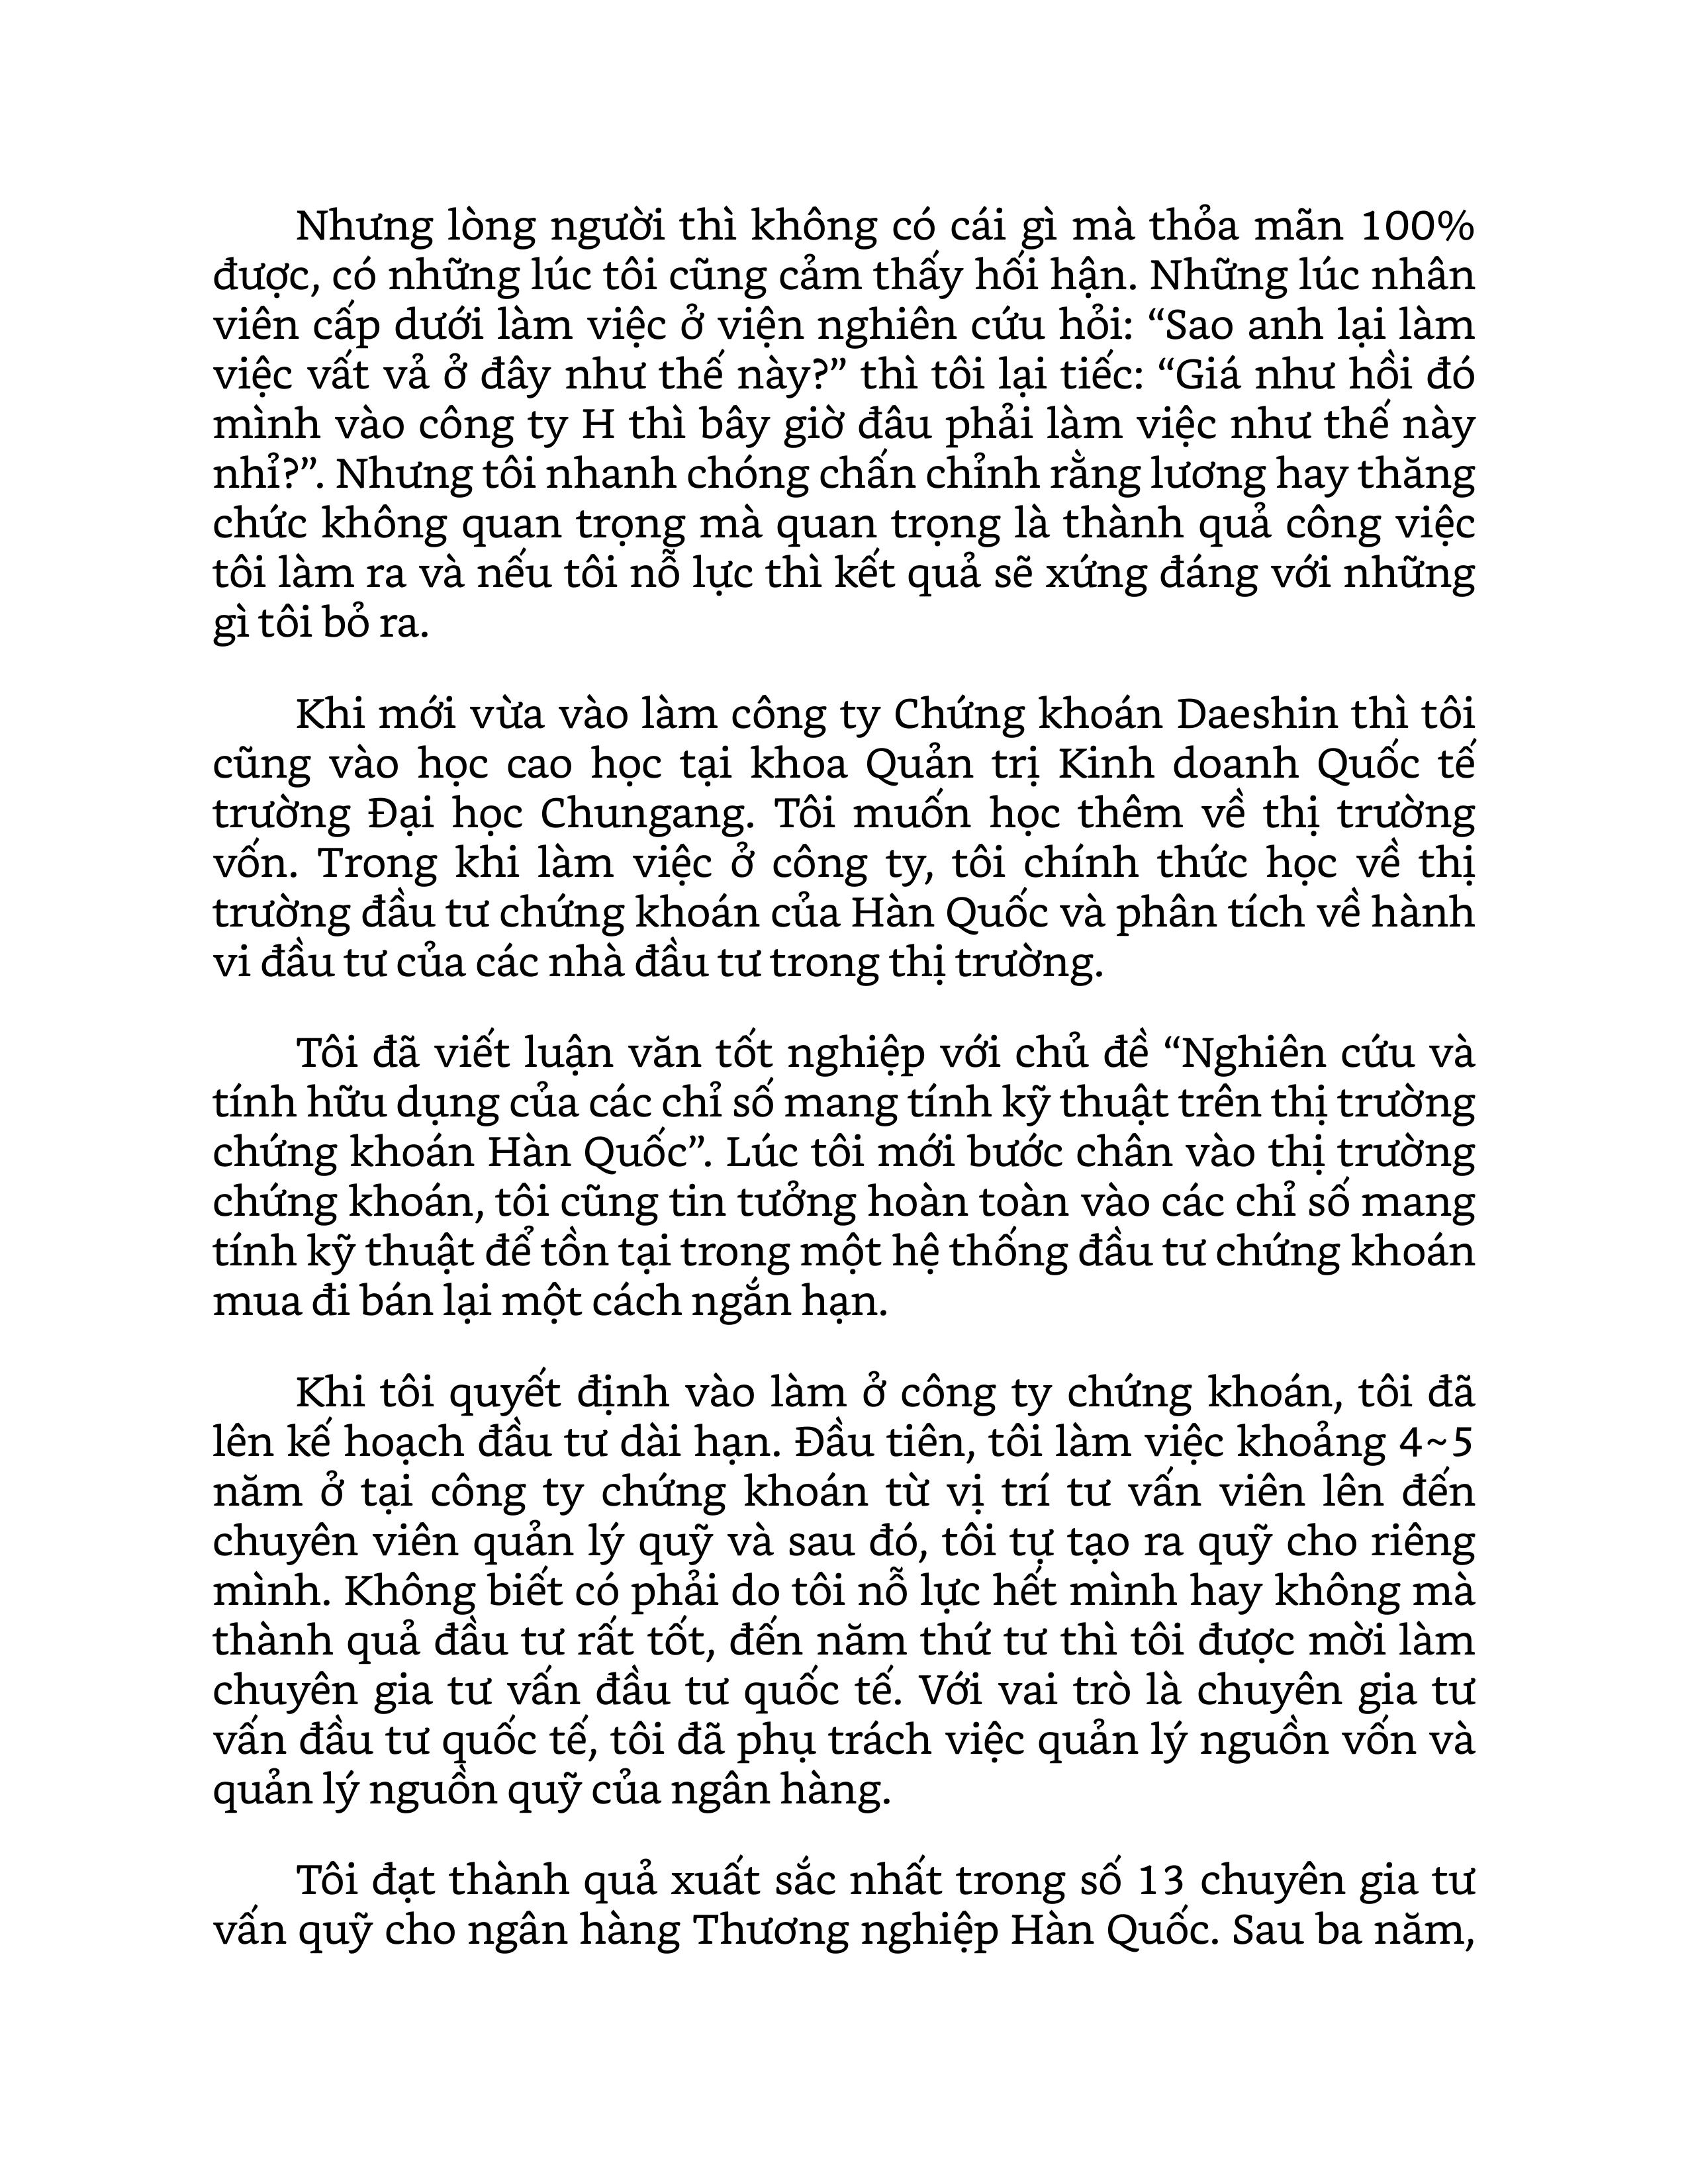 Nhưng lòng người thì không có cái gì mà thỏa mãn 100%
được, có những lúc tôi cũng cảm thấy hối hận. Những lúc nhân
viên cấp dưới làm việc ở viện nghiên cứu hỏi: “Sao anh lại làm
việc vất vả ở đây như thế này?” thì tôi lại tiếc: “Giá như hồi đó
mình vào công ty H thì bây giờ đâu phải làm việc như thế này
nhỉ?”. Nhưng tôi nhanh chóng chấn chỉnh rằng lương hay thăng
chức không quan trọng mà quan trọng là thành quả công việc
tôi làm ra và nếu tôi nỗ lực thì kết quả sẽ xứng đáng với những
gì tôi bỏ ra.
Khi mới vừa vào làm công ty Chứng khoán Daeshin thì tôi
cũng vào học cao học tại khoa Quản trị Kinh doanh Quốc tế
trường Đại học Chungang. Tôi muốn học thêm về thị trường
vốn. Trong khi làm việc ở công ty, tôi chính thức học về thị
trường đầu tư chứng khoán của Hàn Quốc và phân tích về hành
vi đầu tư của các nhà đầu tư trong thị trường.
Tôi đã viết luận văn tốt nghiệp với chủ đề “Nghiên cứu và
tính hữu dụng của các chỉ số mang tính kỹ thuật trên thị trường
chứng khoán Hàn Quốc”. Lúc tôi mới bước chân vào thị trường
chứng khoán, tôi cũng tin tưởng hoàn toàn vào các chỉ số mang
tính kỹ thuật để tồn tại trong một hệ thống đầu tư chứng khoán
mua đi bán lại một cách ngắn hạn.
Khi tôi quyết định vào làm ở công ty chứng khoán, tôi đã
lên kế hoạch đầu tư dài hạn. Đầu tiên, tôi làm việc khoảng 4~5
năm ở tại công ty chứng khoán từ vị trí tư vấn viên lên đến
chuyên viên quản lý quỹ và sau đó, tôi tự tạo ra quỹ cho riêng
mình. Không biết có phải do tôi nỗ lực hết mình hay không mà
thành quả đầu tư rất tốt, đến năm thứ tư thì tôi được mời làm
chuyên gia tư vấn đầu tư quốc tế. Với vai trò là chuyên gia tư
vấn đầu tư quốc tế, tôi đã phụ trách việc quản lý nguồn vốn và
quản lý nguồn quỹ của ngân hàng.
Tôi đạt thành quả xuất sắc nhất trong số 13 chuyên gia tư
vấn quỹ cho ngân hàng Thương nghiệp Hàn Quốc. Sau ba năm,